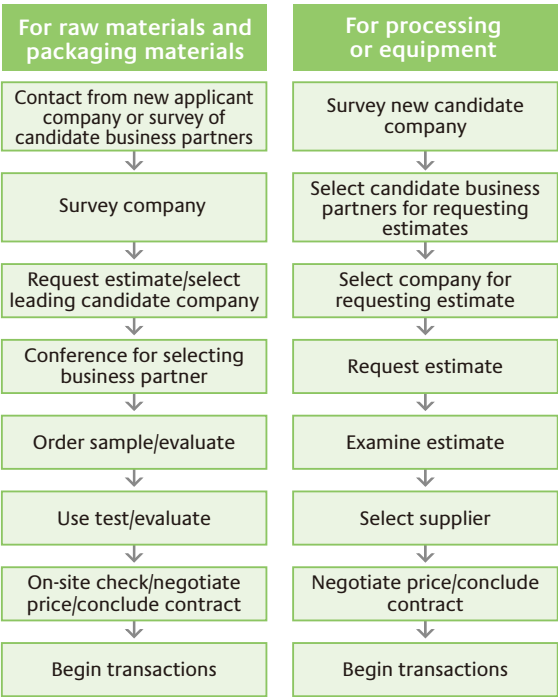 For raw materials and
packaging materials
Contact from new applicant
company or survey of
candidate business partners
Survey company
Request estimate/select
leading candidate company
Conference for selecting
business partner
Order sample/evaluate
Use test/evaluate
On-site check/negotiate
price/conclude contract
Begin transactions
For processing
or equipment
Survey new candidate
company
Select candidate business
partners for requesting
estimates
Select company for
requesting estimate
Request estimate
Examine estimate
Select supplier
Negotiate price/conclude
contract
Begin transactions